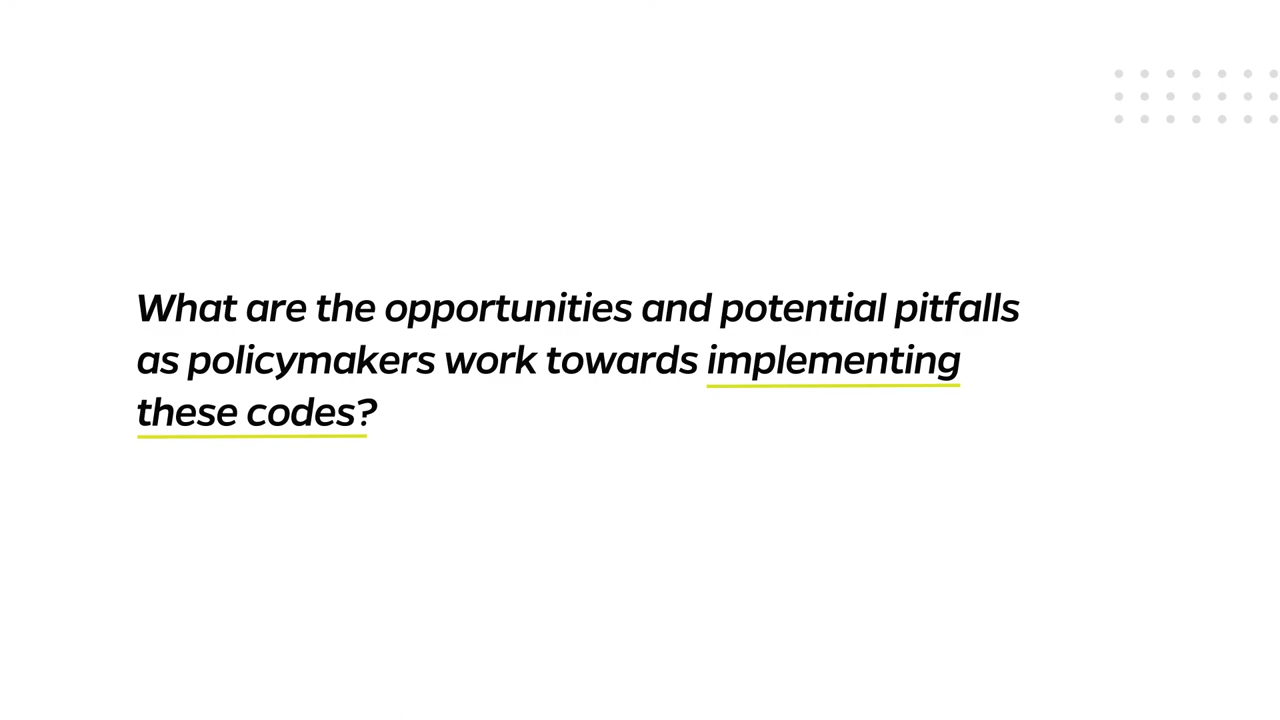 What are the opportunities and potential pitfalls
as policymakers work towards implementing
these codes?